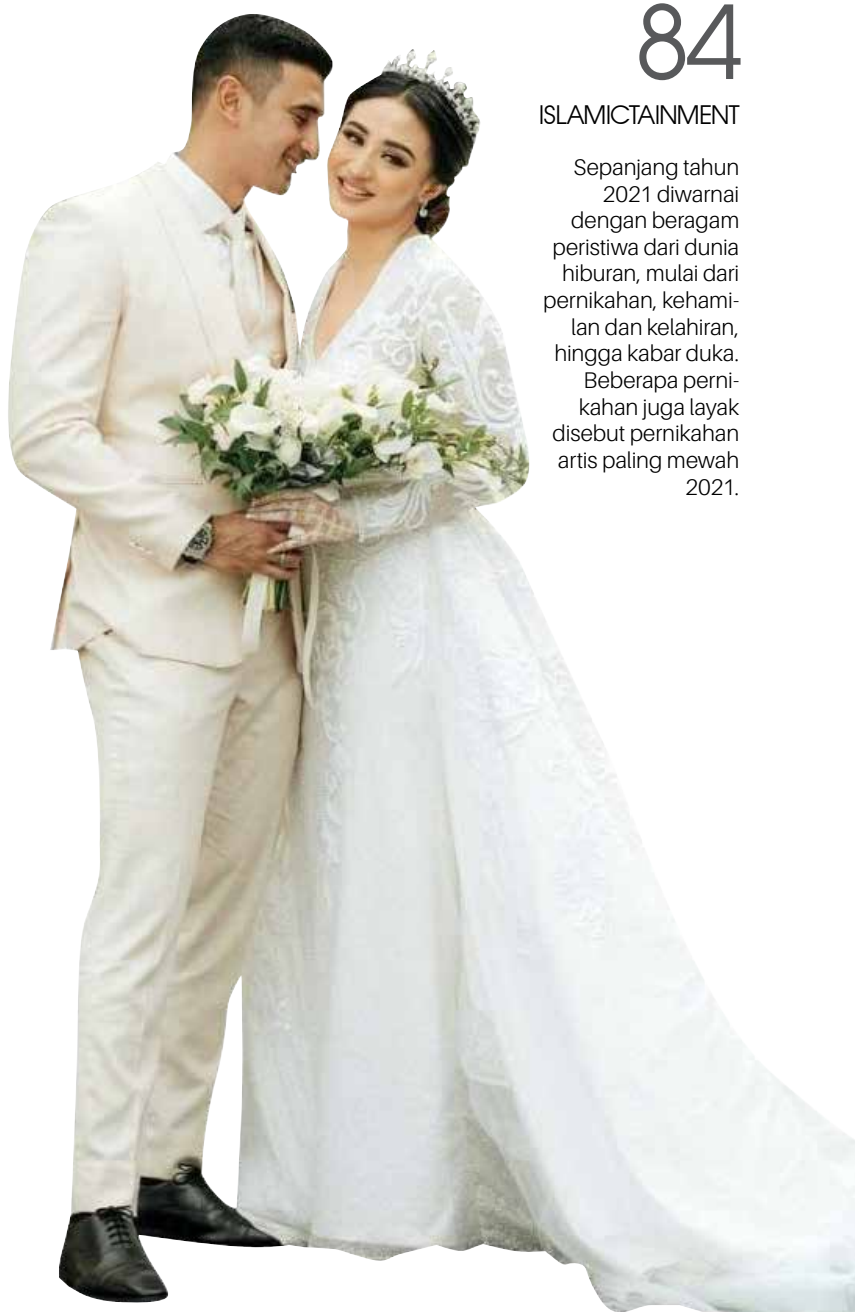 84
ISLAMICTAINMENT
Sepanjang tahun
2021 diwarnai
dengan beragam
peristiwa dari dunia
hiburan, mulai dari
pernikahan, kehami-
lan dan kelahiran,
hingga kabar duka.
Beberapa perni-
kahan juga layak
disebut pernikahan
artis paling mewah
2021.